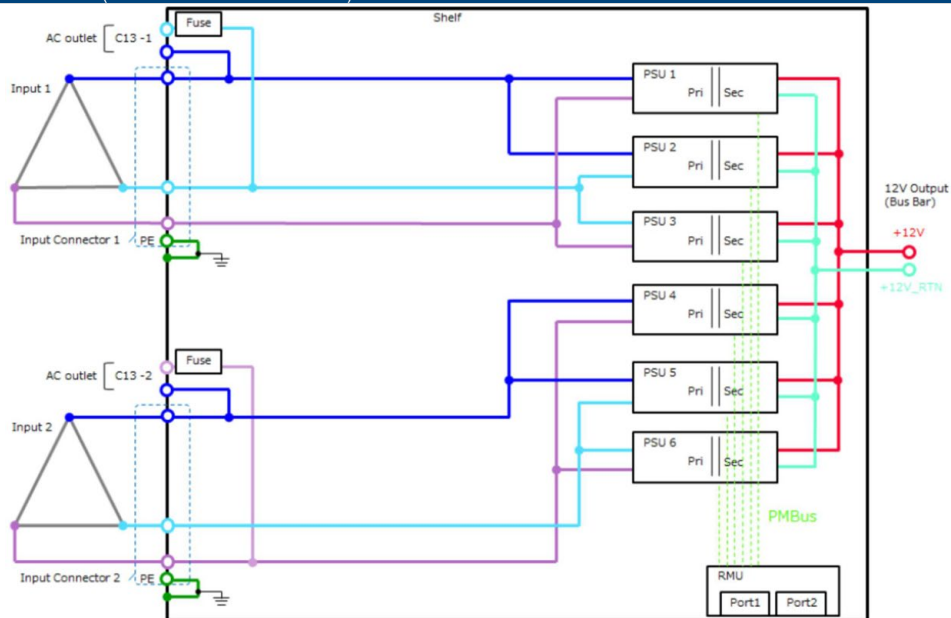 Shelf
Fuse
AC outlet
C13 -1
Input 1
PSU 1
Pri
Sec
PSU 2
Pri
Sec
12V Output
(Bus Bar)
PSU 3
Pri
Sec
+12V
Input Connector 1
PE
+12V_RTN
PSU 4
Pri
Sec
Fuse
AC outlet
C13 -2
PSU 5
Pri
Sec
Input 2
PSU 6
Pri
Sec
PMBus
Input Connector 2
PE
RMU
Port1
Port2